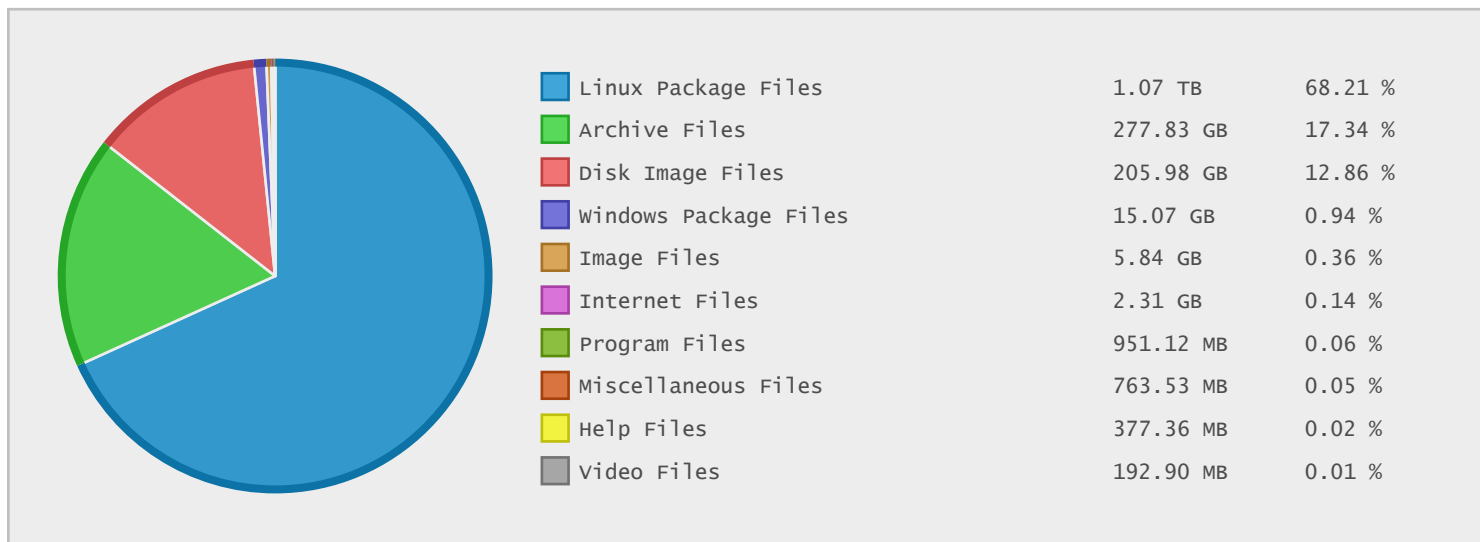 Linux Package Files 1.07 TB 68.21 %
Archive Files 277.83 GB 17.34 %
Disk Image Files 205.98 GB 12.86 %
Windows Package Files 15.07 GB 0.94 %
Image Files 5.84 GB 0.36 %
Internet Files 2.31 GB 0.14 %
Program Files 951.12 MB 0.06 %
Miscellaneous Files 763.53 MB 0.05 %
Help Files 377.36 MB 0.02 %
Video Files 192.90 MB 0.01 %